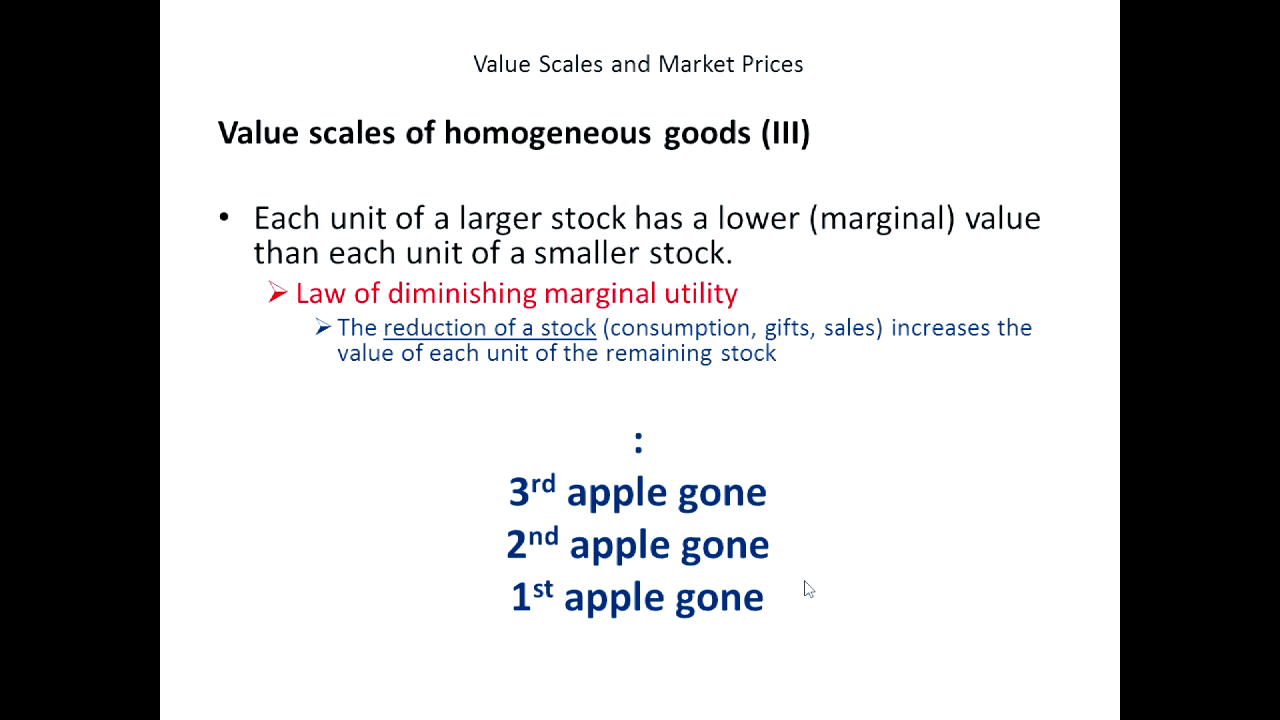 Value Scales and Market Prices
Value scales of homogeneous goods (III)
• Each unit of a larger stock has a lower (marginal) value
than each unit of a smaller stock.
➢ Law of diminishing marginal utility
➢ The reduction of a stock (consumption, gifts, sales) increases the
value of each unit of the remaining stock
:
3rd apple gone
2nd apple gone
1st apple gone